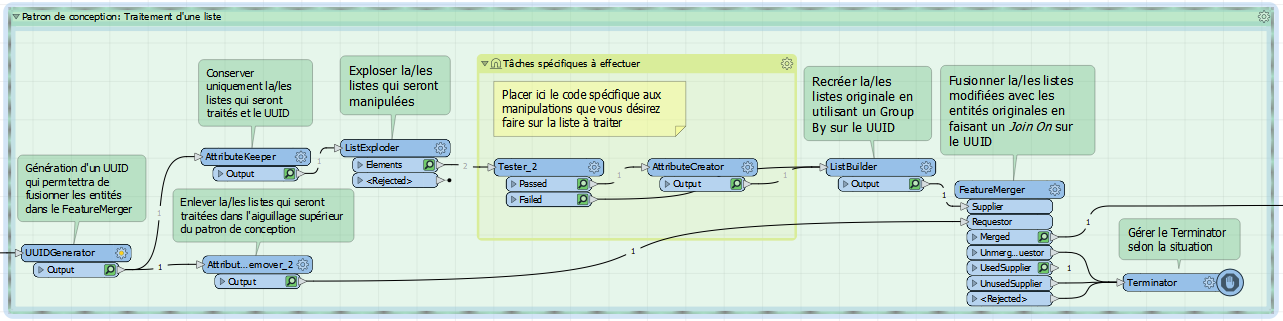 Patron de conception: Traitement d'une liste
Conserver
uniquement la/les
listes qui seront
traités et le UUID
Exploser la/les
listes qui seront
manipulées
Tâches spécifiques à effectuer
Placer ici le code spécifique aux
manipulations que vous désirez
faire sur la liste à traiter
Recréer la/les
listes originale en
utilisant un Group
By sur le UUID
Fusionner la/les listes
modifiées avec les
entités originales en
faisant un Join On sur
le UUID
Génération d'un UUID
qui permettra de
fusionner les entités
dans le FeatureMerger
AttributeKeeper
Output
1
ListExploder
Elements
<Rejected>
2
Tester_2
Passed
Failed
1
1
AttributeCreator
Output
1
ListBuilder
Output
1
Enlever la/les listes qui seront
traitées dans l'aiguillage supérieur
du patron de conception
UUIDGenerator
Output
1
1
Attribut...emover_2
Output
1
FeatureMerger
Supplier
Requestor
Merged
Unmerg...questor
UsedSupplier
UnusedSupplier
<Rejected>
1
1
Gérer le Terminator
selon la situation
Terminator